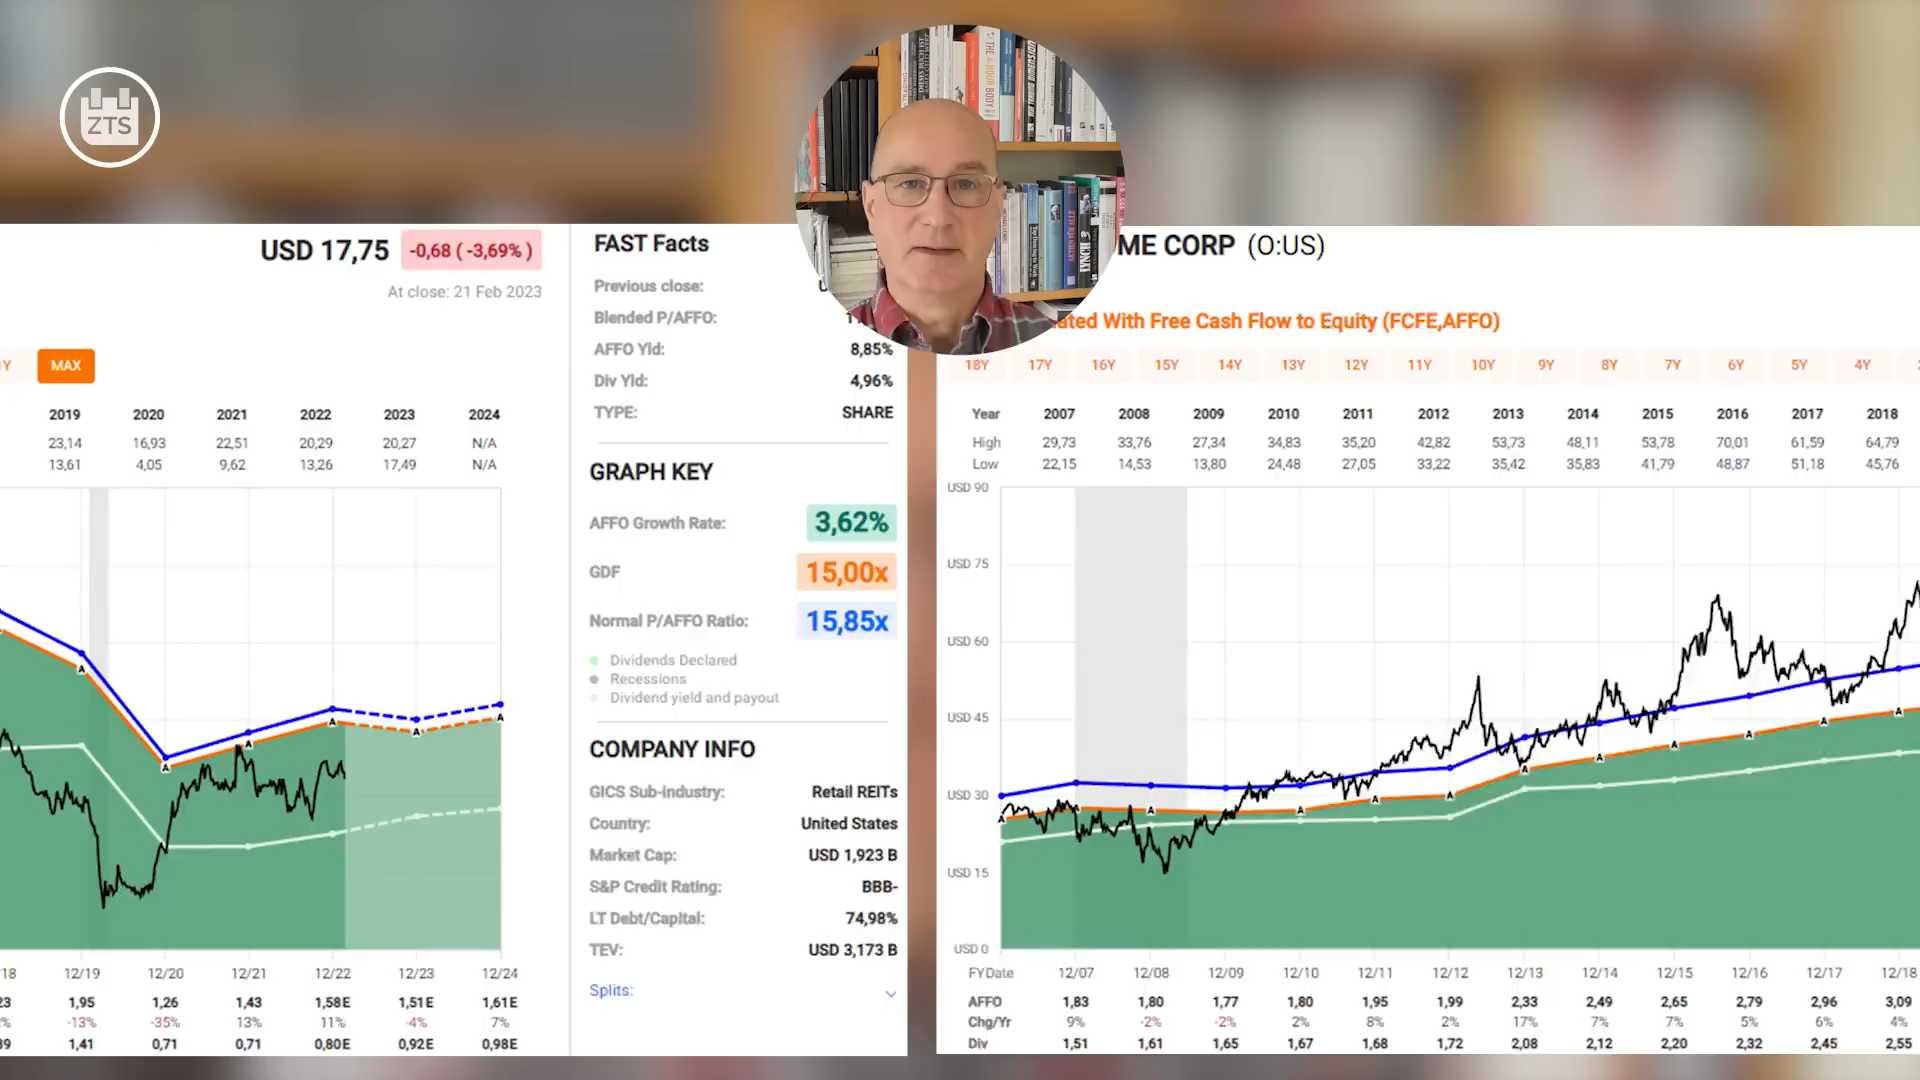 ZTS
USD 17,75
-0,68 ( -3,69% )
At close: 21 Feb 2023
1Y MAX
2019 2020 2021 2022 2023 2024
23,14 16,93 22,51 20,29 20,27 N/A
13,61 4,05 9,62 13,26 17,49 N/A
18 12/19 12/20 12/21 12/22 12/23 12/24
23 1,95 1,26 1,43 1,58E 1,51E 1,61E
% -13% -35% 13% 11% -4% 7%
39 1,41 0,71 0,71 0,80E 0,92E 0,98E
FAST Facts
Previous close:
Blended P/AFFO:
AFFO Yld: 8,85%
Div Yld: 4,96%
TYPE: SHARE
GRAPH KEY
AFFO Growth Rate: 3,62%
GDF 15,00x
Normal P/AFFO Ratio: 15,85x
Dividends Declared
Recessions
Dividend yield and payout
COMPANY INFO
GICS Sub-industry: Retail REITs
Country: United States
Market Cap: USD 1,923 B
S&P Credit Rating: BBB-
LT Debt/Capital: 74,98%
TEV: USD 3,173 B
Splits:
THE 4-HOUR BODY
LYNCH 3
ME CORP (O:US)
ated With Free Cash Flow to Equity (FCFE,AFFO)
18Y 17Y 16Y 15Y 14Y 13Y 12Y 11Y 10Y 9Y 8Y 7Y 6Y 5Y 4Y
Year 2007 2008 2009 2010 2011 2012 2013 2014 2015 2016 2017 2018
High 29,73 33,76 27,34 34,83 35,20 42,82 53,73 48,11 53,78 70,01 61,59 64,79
Low 22,15 14,53 13,80 24,48 27,05 33,22 35,42 35,83 41,79 48,87 51,18 45,76
USD 90
USD 75
USD 60
USD 45
USD 30
USD 15
USD 0
FYDate 12/07 12/08 12/09 12/10 12/11 12/12 12/13 12/14 12/15 12/16 12/17 12/18
AFFO 1,83 1,80 1,77 1,80 1,95 1,99 2,33 2,49 2,65 2,79 2,96 3,09
Chg/Yr 9% -2% -2% 2% 8% 2% 17% 7% 7% 5% 6% 4%
Div 1,51 1,61 1,65 1,67 1,68 1,72 2,08 2,12 2,20 2,32 2,45 2,55